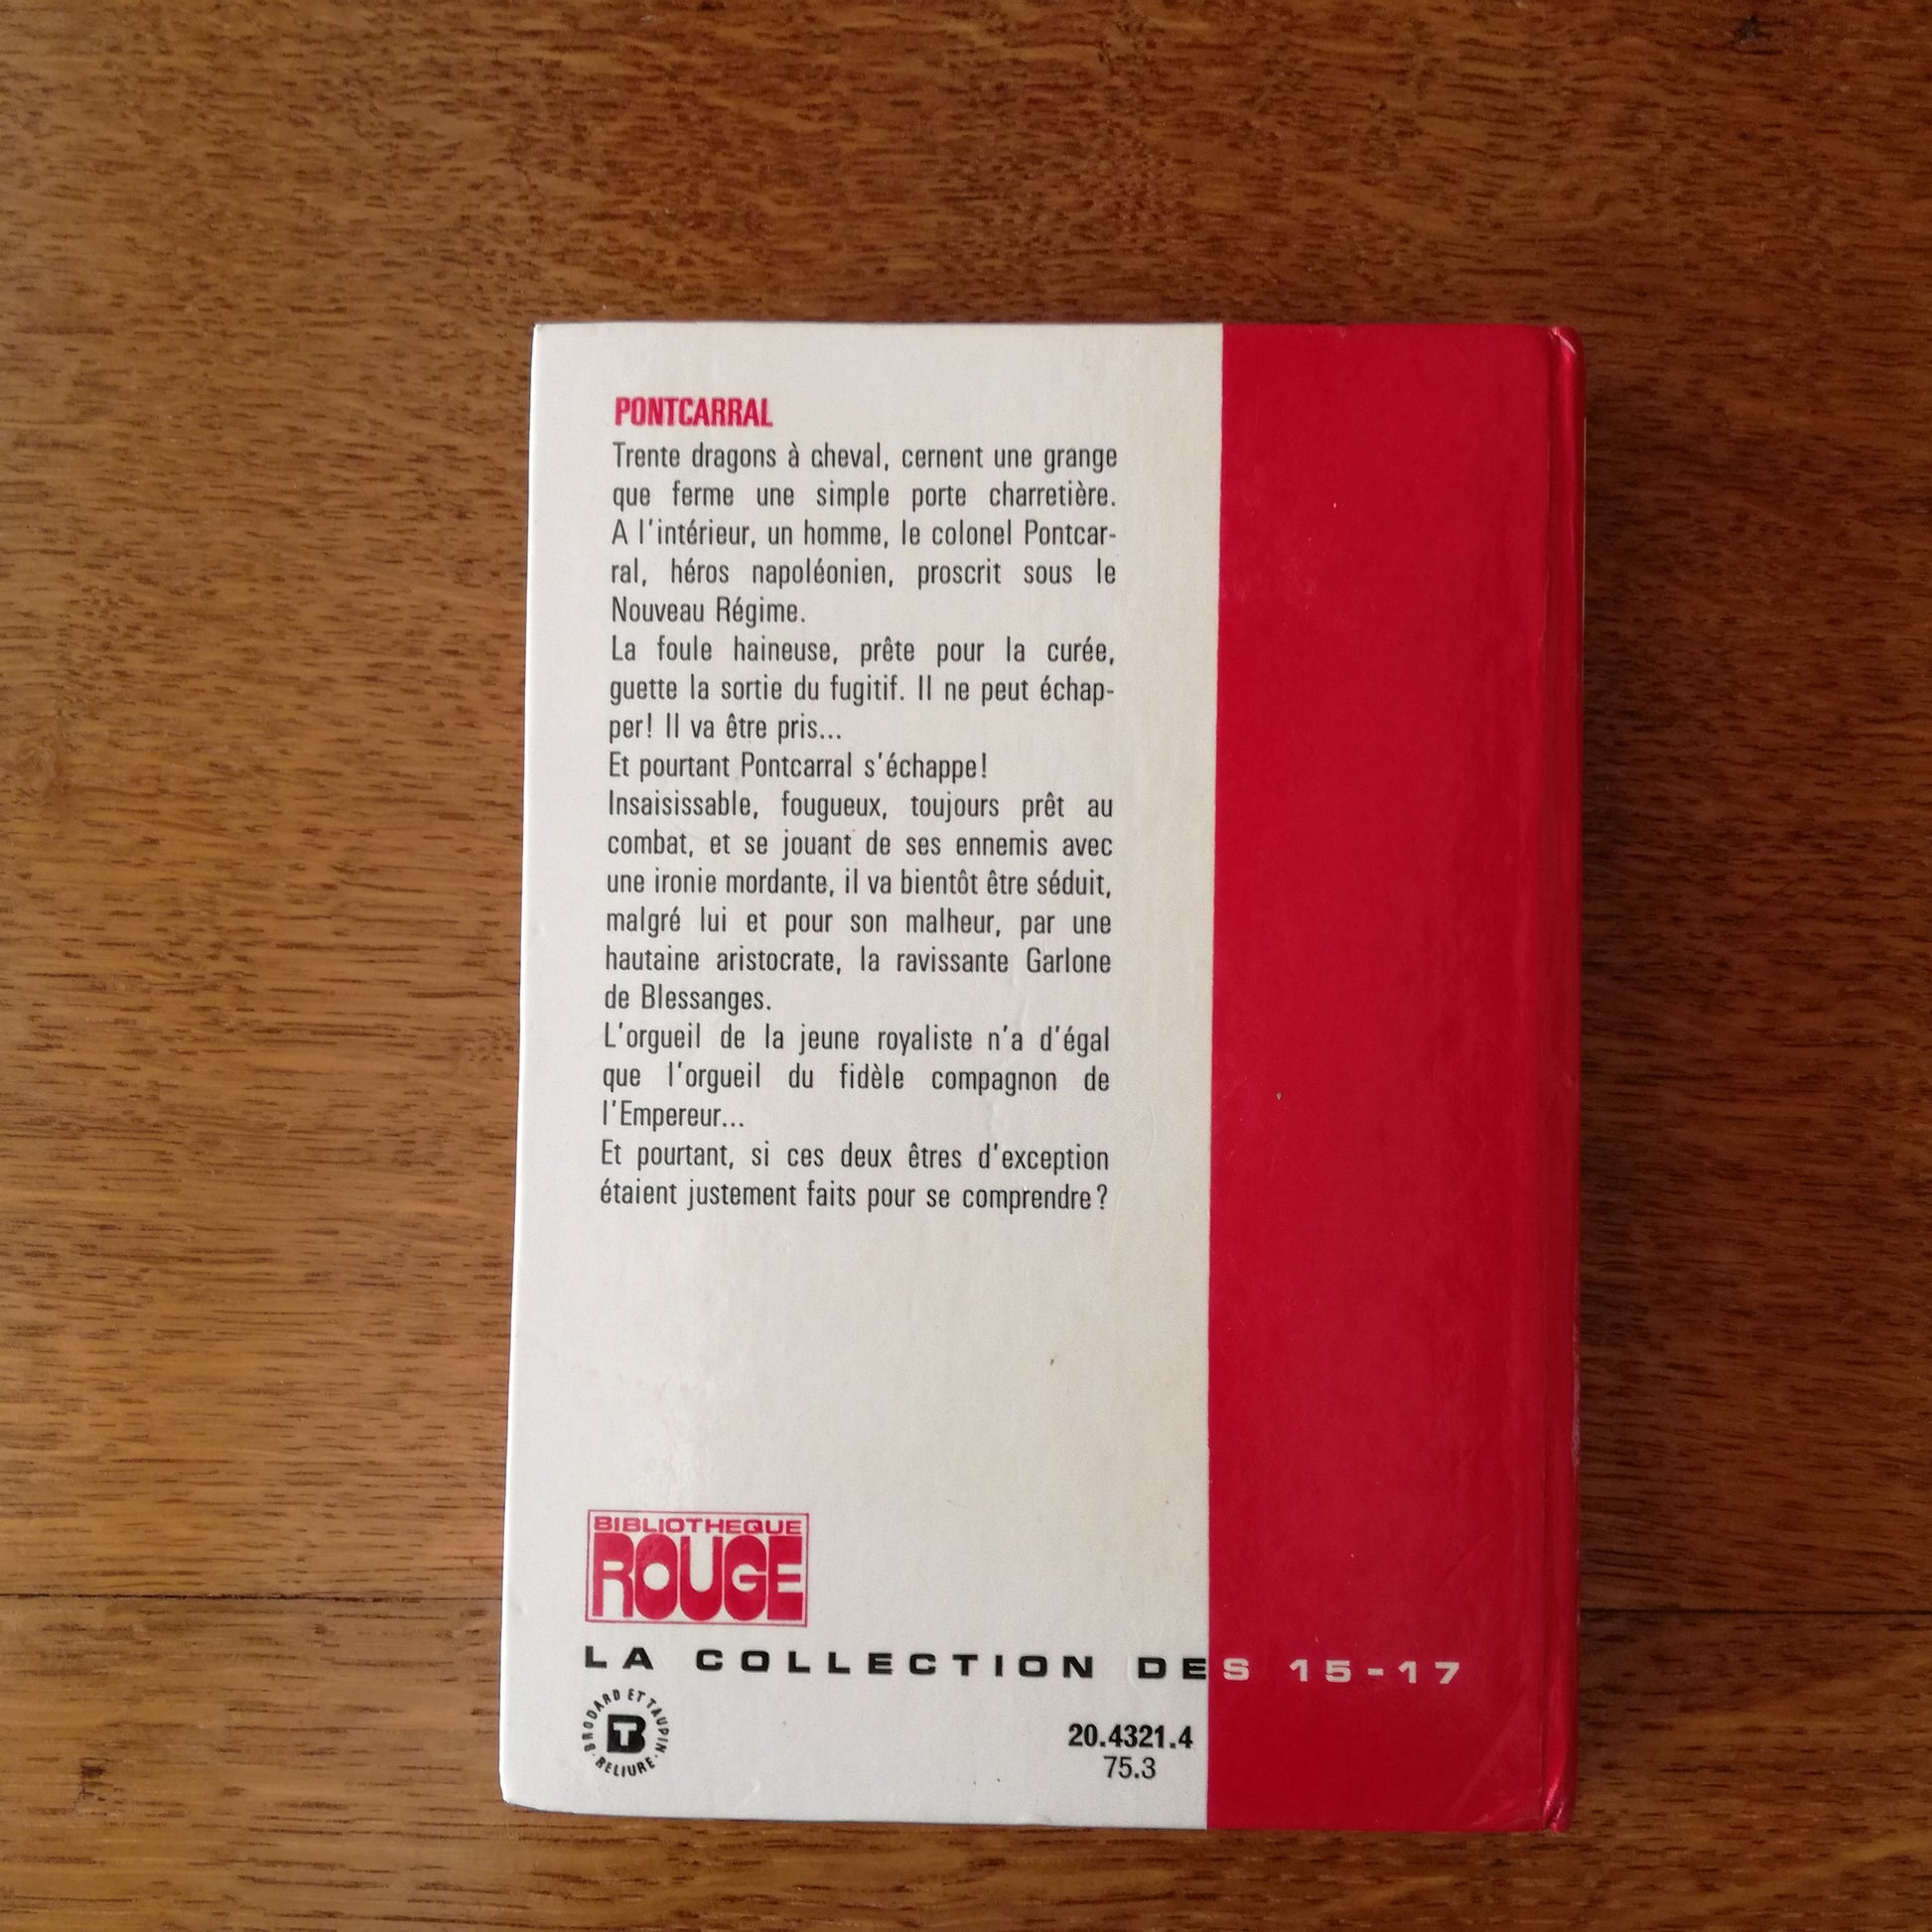 PONTCARRAL
Trente dragons à cheval, cernent une grange
que ferme une simple porte charretière.
A l'intérieur, un homme, le colonel Pontcar-
ral, héros napoléonien, proscrit sous le
Nouveau Régime.
La foule haineuse, prête pour la curée,
guette la sortie du fugitif. Il ne peut échap-
per! Il va être pris...
Et pourtant Pontcarral s'échappe!
Insaisissable, fougueux, toujours prêt au
combat, et se jouant de ses ennemis avec
une ironie mordante, il va bientôt être séduit,
malgré lui et pour son malheur, par une
hautaine aristocrate, la ravissante Garlone
de Blessanges.
L'orgueil de la jeune royaliste n'a d'égal
que l'orgueil du fidèle compagnon de
l'Empereur...
Et pourtant, si ces deux êtres d'exception
étaient justement faits pour se comprendre?
BIBLIOTHEQUE
ROUGE
LA COLLECTION DES 15-17
BRODARD ET TAUPIN
BT
· RELIURE ·
20.4321.4
75.3